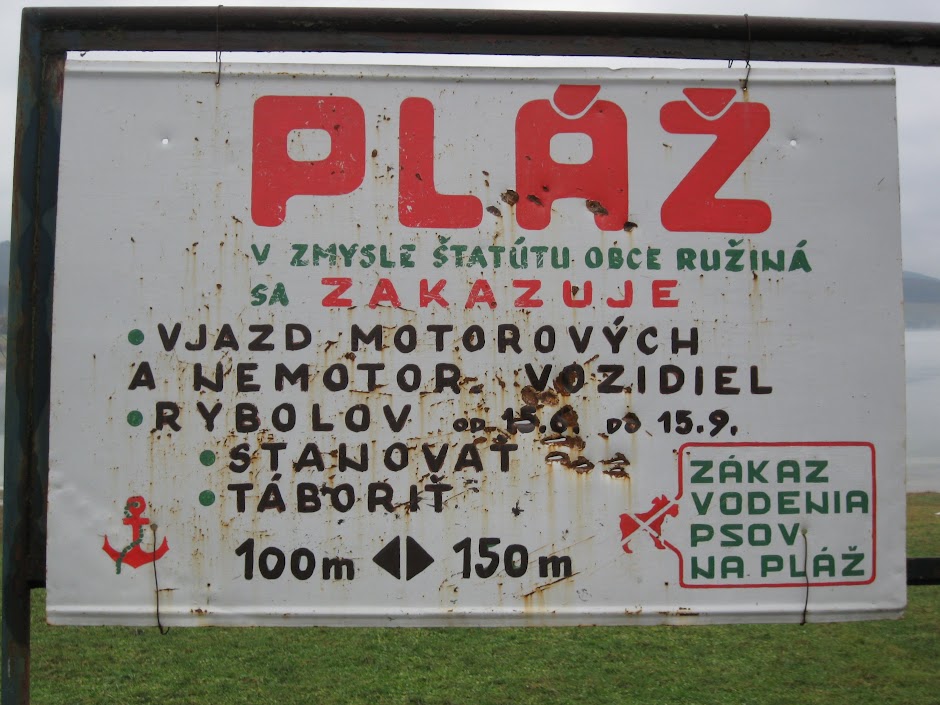 PLÁŽ
V ZMYSLE ŠTATÚTU OBCE RUŽINÁ
SA ZAKAZUJE
VJAZD MOTOROVÝCH
A NEMOTOR. VOZIDIEL
RYBOLOV OD 15.6. DO 15.9.
STANOVAŤ
TÁBORIŤ
100m 150m
ZÁKAZ
VODENIA
PSOV
NA PLÁŽ